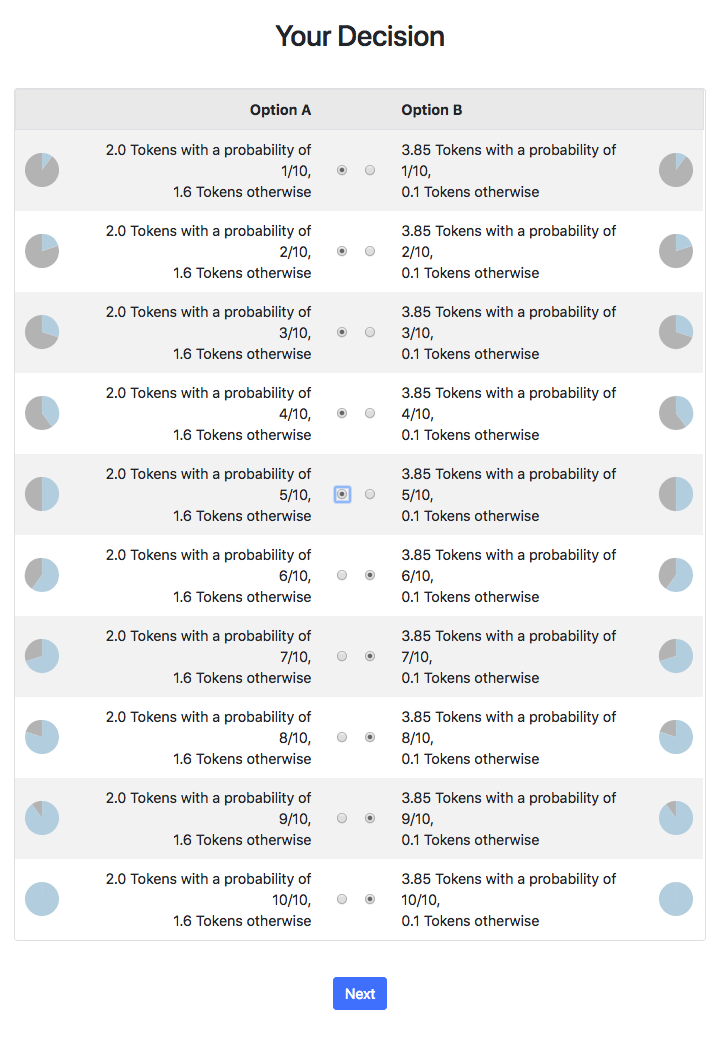 Your Decision
Option A
Option B
2.0 Tokens with a probability of
1/10,
1.6 Tokens otherwise
3.85 Tokens with a probability of
1/10,
0.1 Tokens otherwise
2.0 Tokens with a probability of
2/10,
1.6 Tokens otherwise
3.85 Tokens with a probability of
2/10,
0.1 Tokens otherwise
2.0 Tokens with a probability of
3/10,
1.6 Tokens otherwise
3.85 Tokens with a probability of
3/10,
0.1 Tokens otherwise
2.0 Tokens with a probability of
4/10,
1.6 Tokens otherwise
3.85 Tokens with a probability of
4/10,
0.1 Tokens otherwise
2.0 Tokens with a probability of
5/10,
1.6 Tokens otherwise
3.85 Tokens with a probability of
5/10,
0.1 Tokens otherwise
2.0 Tokens with a probability of
6/10,
1.6 Tokens otherwise
3.85 Tokens with a probability of
6/10,
0.1 Tokens otherwise
2.0 Tokens with a probability of
7/10,
1.6 Tokens otherwise
3.85 Tokens with a probability of
7/10,
0.1 Tokens otherwise
2.0 Tokens with a probability of
8/10,
1.6 Tokens otherwise
3.85 Tokens with a probability of
8/10,
0.1 Tokens otherwise
2.0 Tokens with a probability of
9/10,
1.6 Tokens otherwise
3.85 Tokens with a probability of
9/10,
0.1 Tokens otherwise
2.0 Tokens with a probability of
10/10,
1.6 Tokens otherwise
3.85 Tokens with a probability of
10/10,
0.1 Tokens otherwise
Next